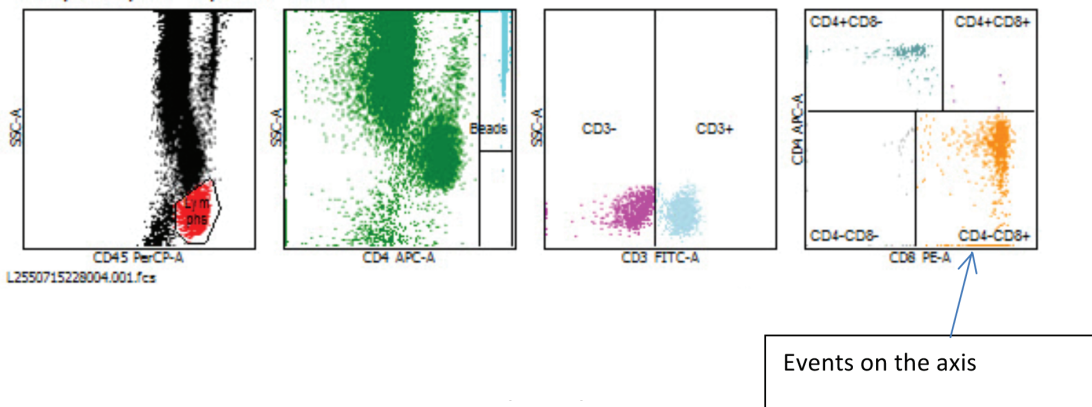 SSC-A
Lym
phs
CD45 PerCP-A
L2550715228004.001.fcs
SSC-A
Beads
CD4 APC-A
SSC-A
CD3-
CD3+
CD3 FITC-A
CD4 APC-A
CD4+CD8-
CD4+CD8+
CD4-CD8-
CD4-CD8+
CD8 PE-A
Events on the axis